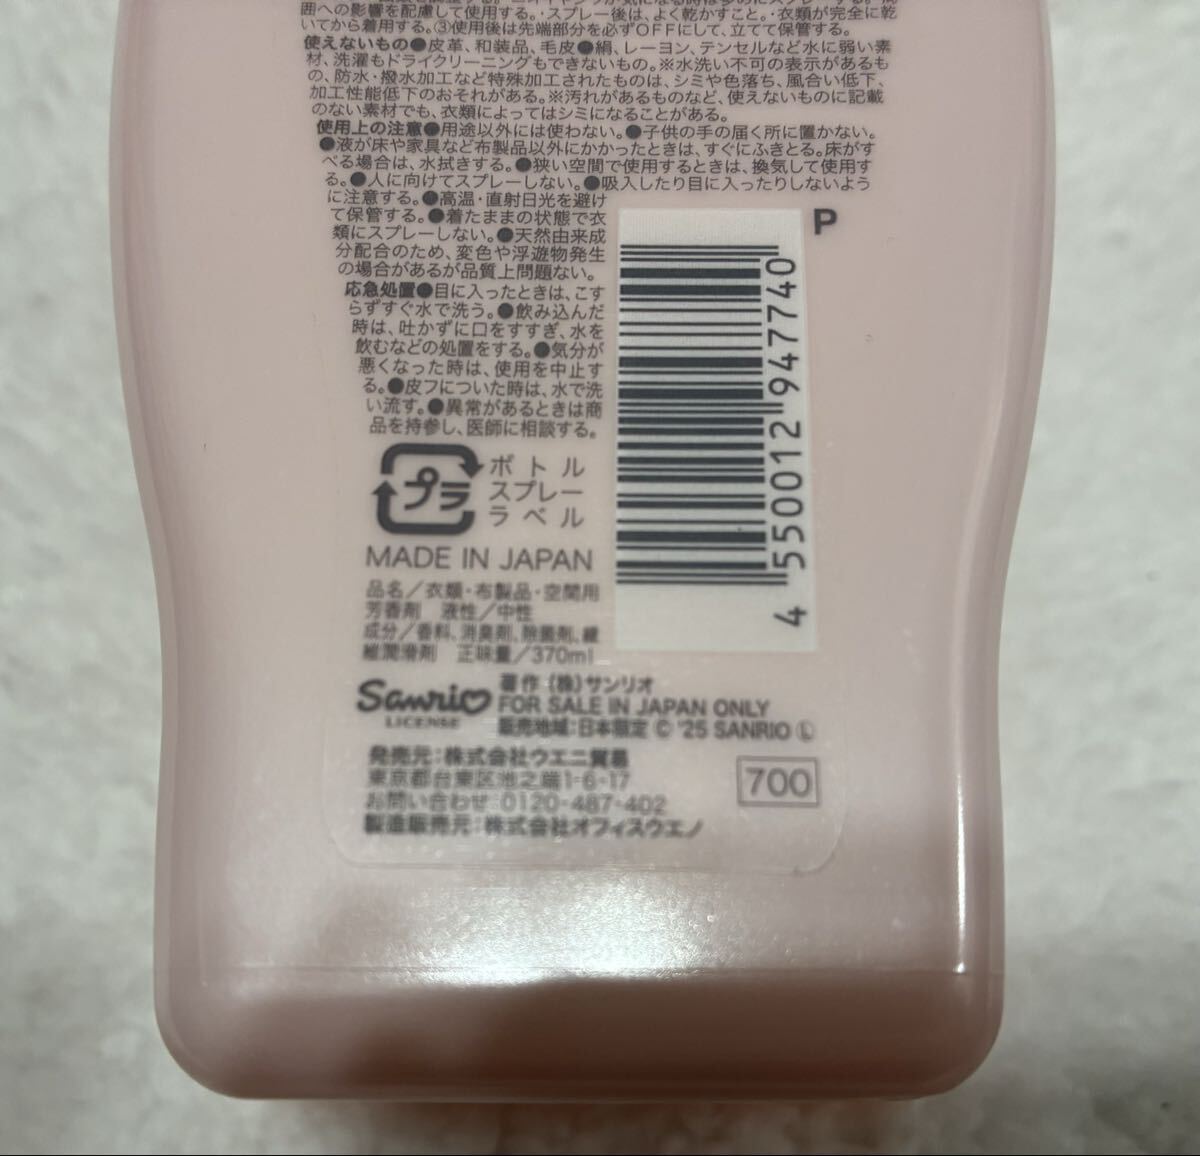 囲への影響を配慮して使用する。・スプレー後は、よく乾かすこと。・衣類が完全に乾
いてから着用する。③使用後は先端部分を必ずOFFにして、立てて保管する。
使えないもの●皮革、和装品、毛皮●絹、レーヨン、テンセルなど水に弱い素
材、洗濯もドライクリーニングもできないもの。※水洗い不可の表示があるも
の、防水・撥水加工など特殊加工されたものは、シミや色落ち、風合い低下、
加工性能低下のおそれがある。※汚れがあるものなど、使えないものに記載
のない素材でも、衣類によってはシミになることがある。
使用上の注意●用途以外には使わない。●子供の手の届く所に置かない。
●液が床や家具など布製品以外にかかったときは、すぐにふきとる。床がす
べる場合は、水拭きする。●狭い空間で使用するときは、換気して使用す
る。●人に向けてスプレーしない。●吸入したり目に入ったりしないよう
に注意する。●高温・直射日光を避け
て保管する。●着たままの状態で衣
類にスプレーしない。●天然由来成
分配合のため、変色や浮遊物発生
の場合があるが品質上問題ない。
応急処置●目に入ったときは、こす
らずすぐ水で洗う。●飲み込んだ
時は、吐かずに口をすすぎ、水を
飲むなどの処置をする。●気分が
悪くなった時は、使用を中止す
る。●皮フについた時は、水で洗
い流す。●異常があるときは商
品を持参し、医師に相談する。
P
4 550012 947740
プラ
ボトル
スプレー
ラベル
MADE IN JAPAN
品名／衣類・布製品・空間用
芳香剤 液性／中性
成分／香料、消臭剤、除菌剤、繊
維潤滑剤 正味量／370ml
Sanrio
LICENSE
著作（株）サンリオ
FOR SALE IN JAPAN ONLY
販売地域：日本限定 © '25 SANRIO Ⓛ
発売元：株式会社ウエニ貿易
東京都台東区池之端1-6-17
お問い合わせ：0120-487-402
製造販売元：株式会社オフィスウエノ
700